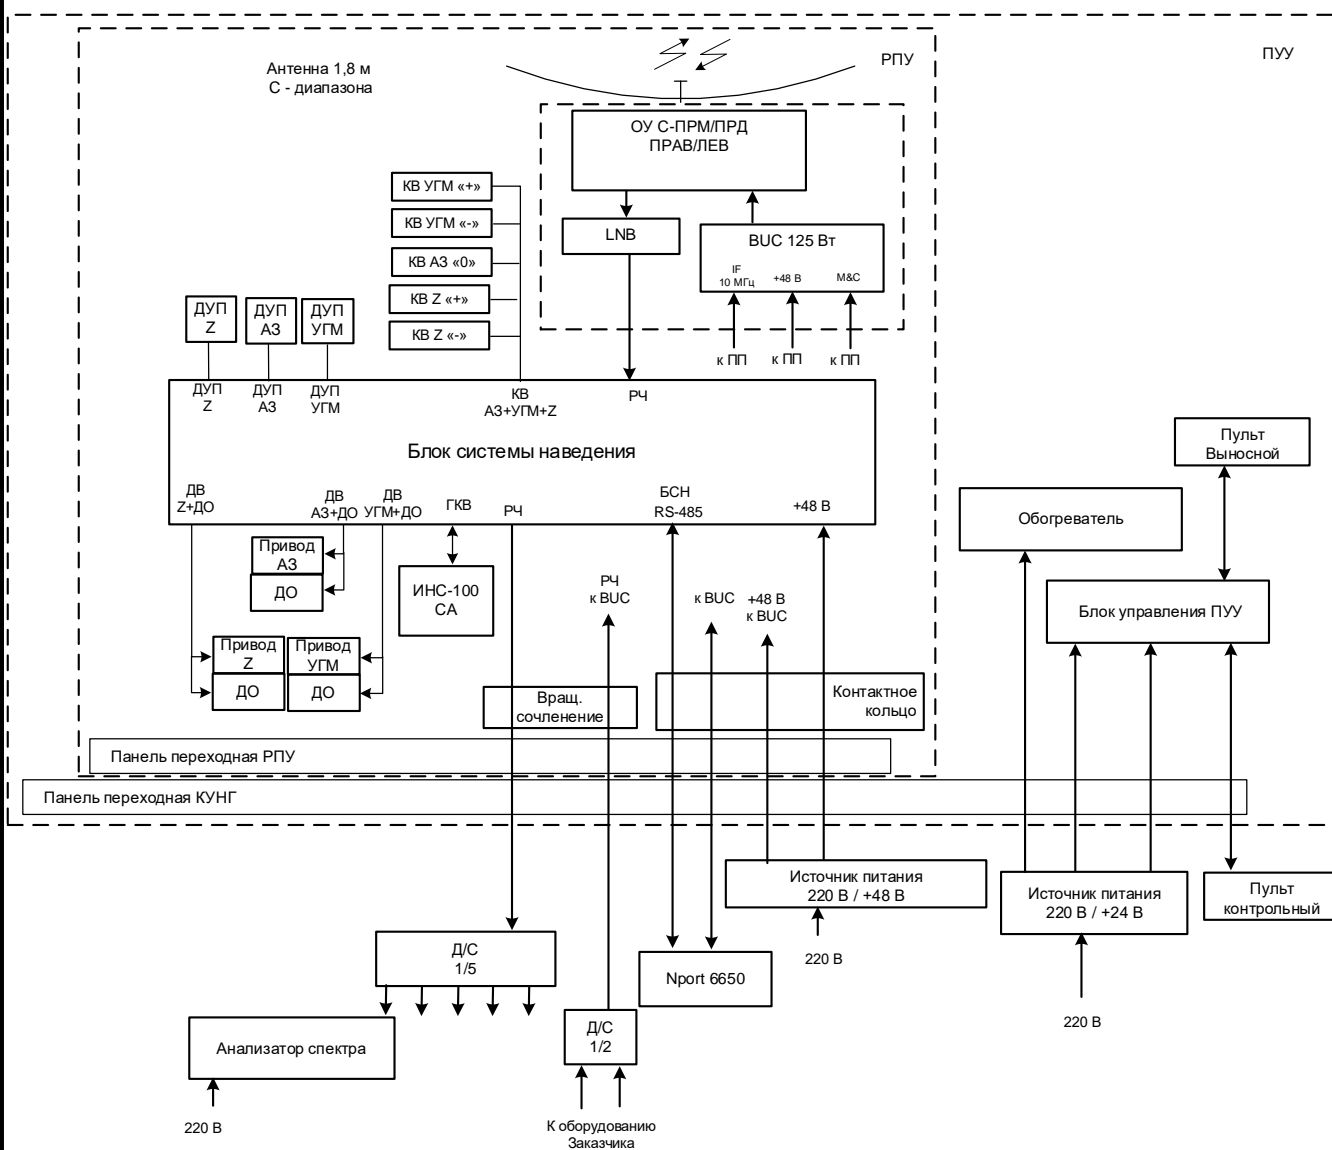 ПУУ
РПУ
Антенна 1,8 м
С - диапазона
ОУ С-ПРМ/ПРД
ПРАВ/ЛЕВ
КВ УГМ «+»
КВ УГМ «-»
КВ АЗ «0»
КВ Z «+»
КВ Z «-»
LNB
BUC 125 Вт
IF
10 МГц
+48 В
M&C
к ПП
к ПП
к ПП
ДУП
Z
ДУП
АЗ
ДУП
УГМ
ДУП
Z
ДУП
АЗ
ДУП
УГМ
КВ
АЗ+УГМ+Z
РЧ
Блок системы наведения
ДВ
Z+ДО
ДВ
АЗ+ДО
ДВ
УГМ+ДО
ГКВ
РЧ
БСН
RS-485
+48 В
Пульт
Выносной
Обогреватель
Блок управления ПУУ
Привод
АЗ
ДО
ИНС-100
СА
РЧ
к BUC
к BUC
+48 В
к BUC
Привод
Z
ДО
Привод
УГМ
ДО
Вращ.
сочленение
Контактное
кольцо
Панель переходная РПУ
Панель переходная КУНГ
Источник питания
220 В / +48 В
220 В
Источник питания
220 В / +24 В
220 В
Пульт
контрольный
Д/С
1/5
Nport 6650
Анализатор спектра
220 В
Д/С
1/2
К оборудованию
Заказчика